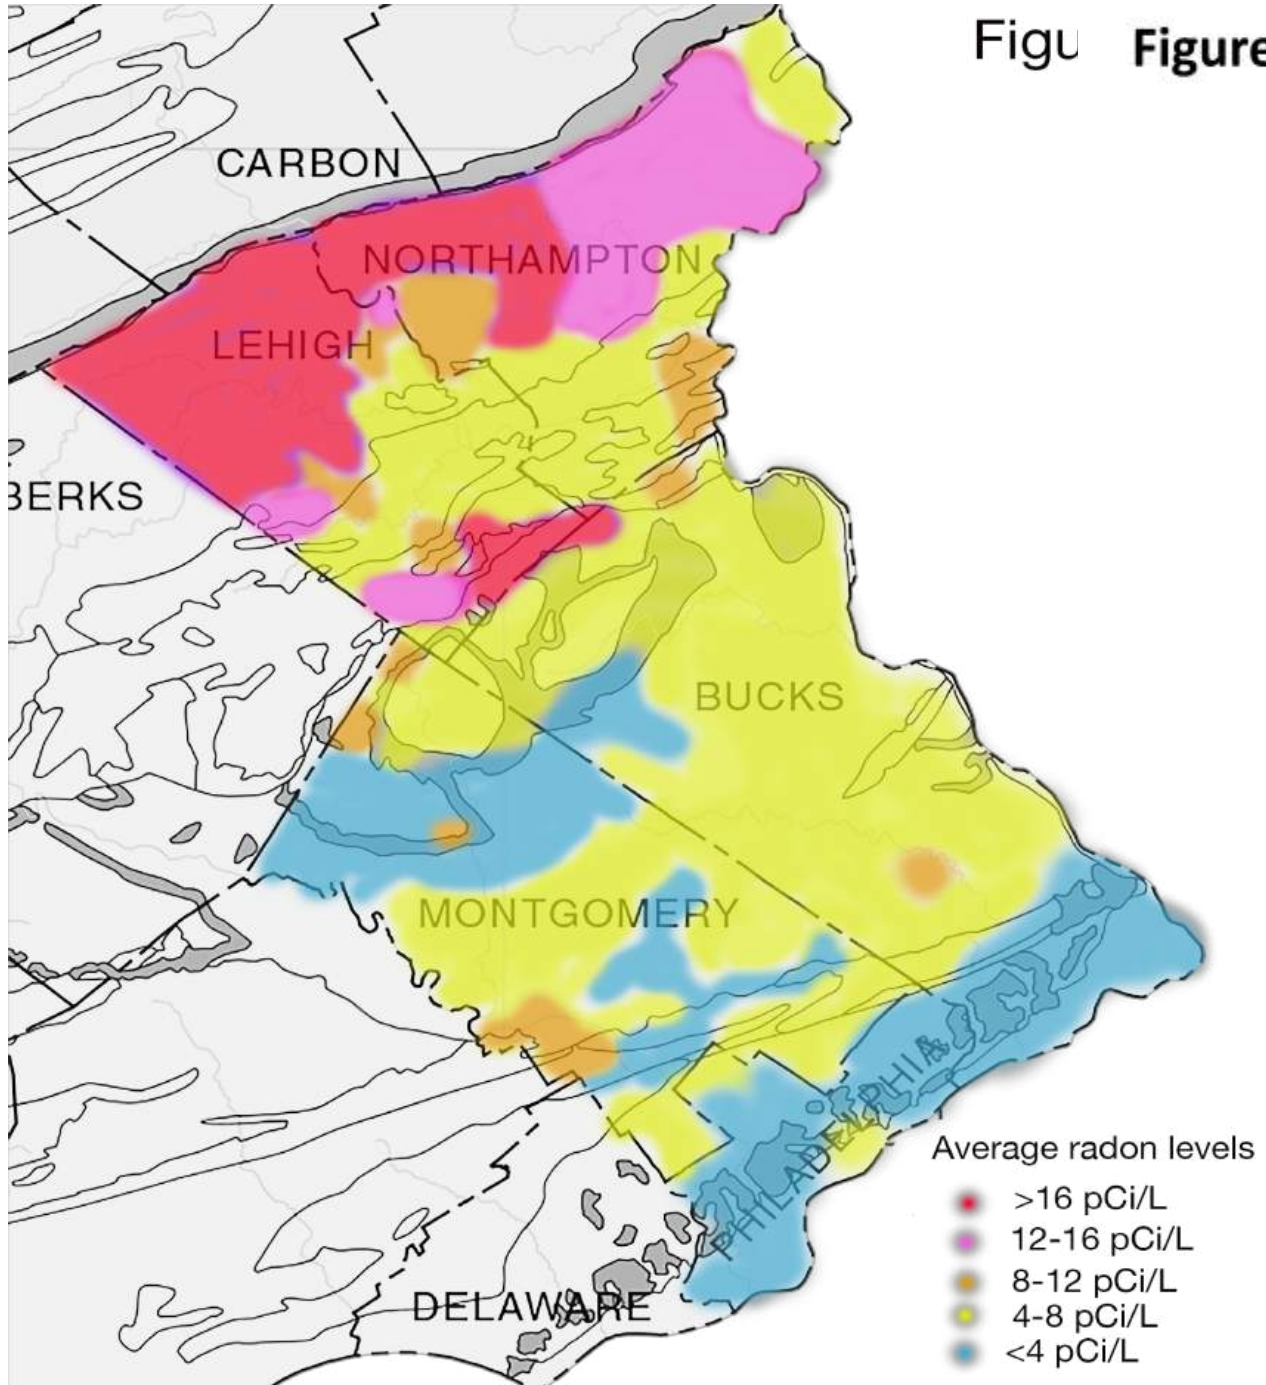 Figu Figure
CARBON
NORTHAMPTON
LEHIGH
BERKS
BUCKS
MONTGOMERY
PHILADELPHIA
Average radon levels
>16 pCi/L
12-16 pCi/L
8-12 pCi/L
4-8 pCi/L
<4 pCi/L
DELAWARE